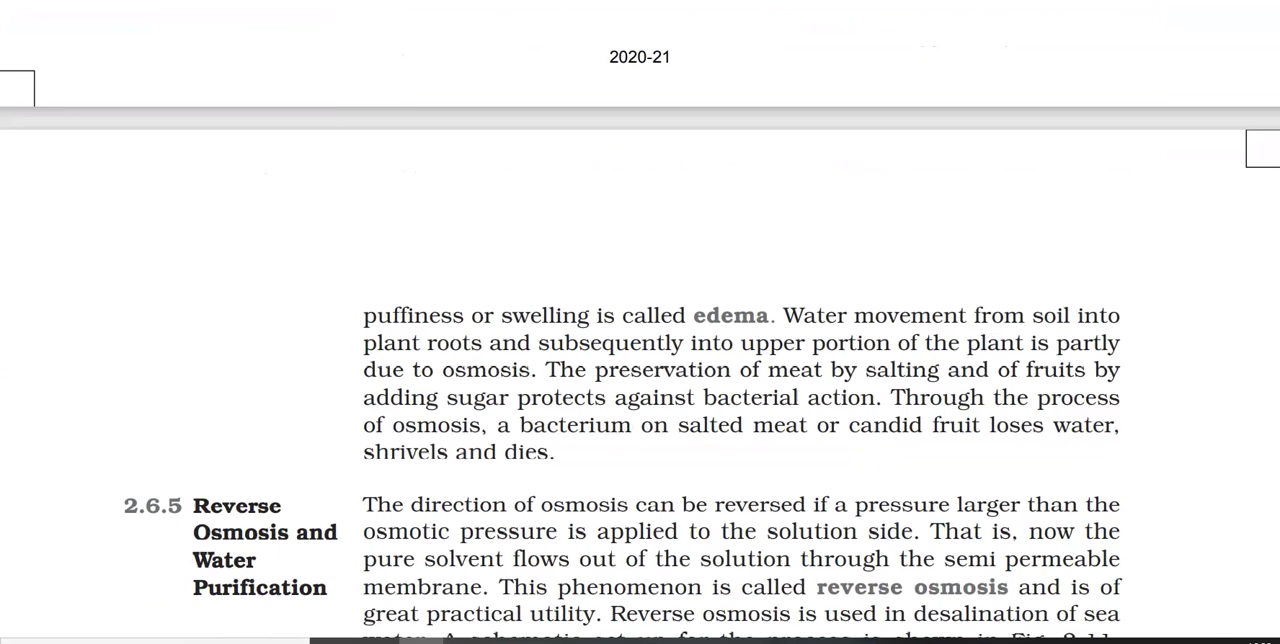 2020-21
puffiness or swelling is called edema. Water movement from soil into
plant roots and subsequently into upper portion of the plant is partly
due to osmosis. The preservation of meat by salting and of fruits by
adding sugar protects against bacterial action. Through the process
of osmosis, a bacterium on salted meat or candid fruit loses water,
shrivels and dies.
2.6.5 Reverse
Osmosis and
Water
Purification
The direction of osmosis can be reversed if a pressure larger than the
osmotic pressure is applied to the solution side. That is, now the
pure solvent flows out of the solution through the semi permeable
membrane. This phenomenon is called reverse osmosis and is of
great practical utility. Reverse osmosis is used in desalination of sea